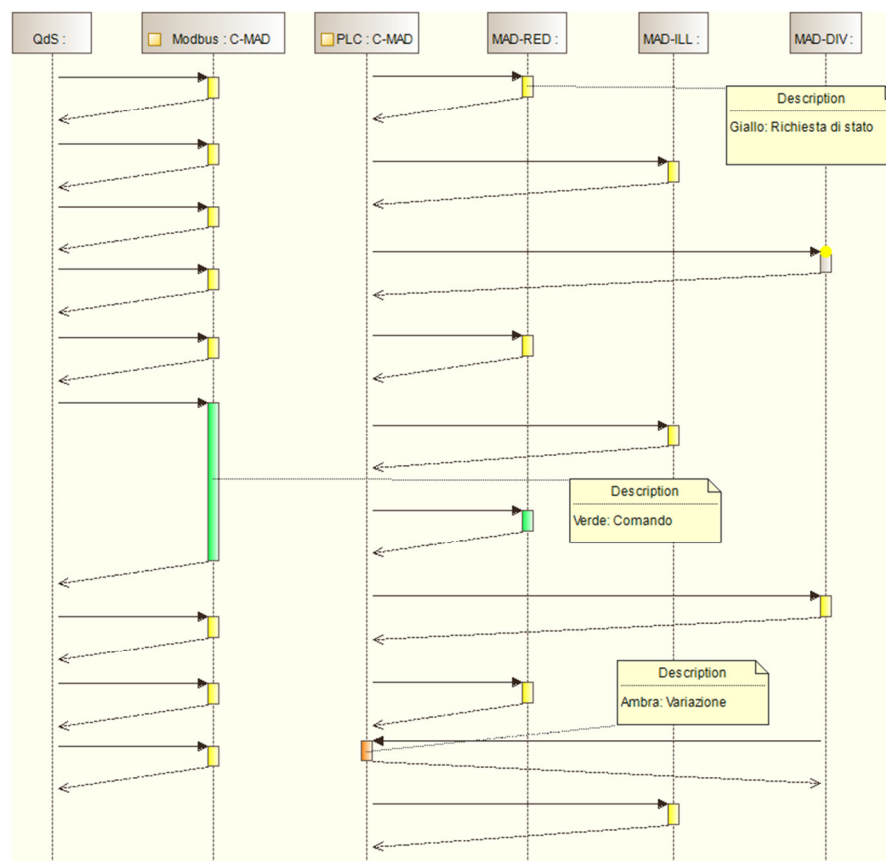 QdS :
Modbus : C-MAD
PLC : C-MAD
MAD-RED :
MAD-ILL :
MAD-DIV :
Description
Giallo: Richiesta di stato
Description
Verde: Comando
Description
Ambra: Variazione